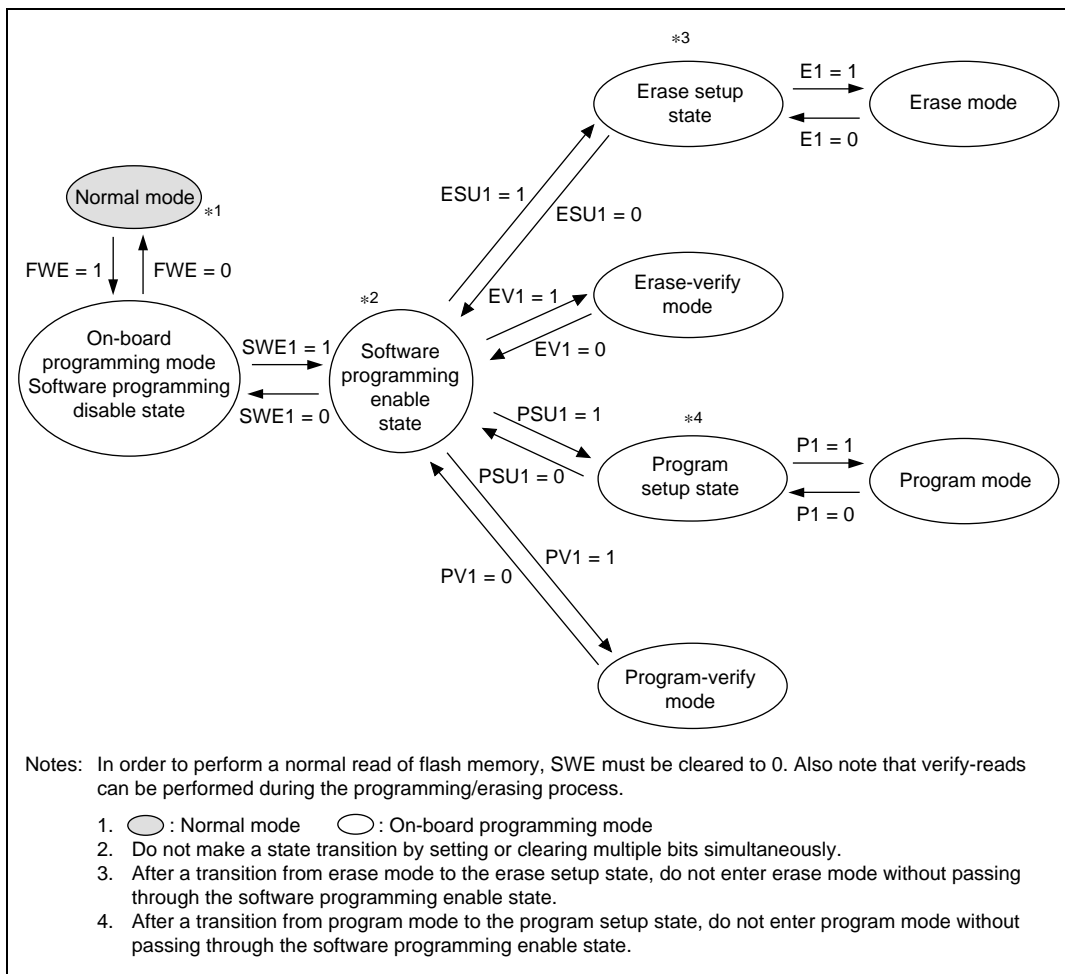 *3
Erase setup
state
E1 = 1
E1 = 0
Erase mode
Normal mode
*1
ESU1 = 1
ESU1 = 0
FWE = 1
FWE = 0
*2
EV1 = 1
EV1 = 0
Erase-verify
mode
On-board
programming mode
Software programming
disable state
SWE1 = 1
SWE1 = 0
Software
programming
enable
state
PSU1 = 1
PSU1 = 0
*4
Program
setup state
P1 = 1
P1 = 0
Program mode
PV1 = 1
PV1 = 0
Program-verify
mode
Notes: In order to perform a normal read of flash memory, SWE must be cleared to 0. Also note that verify-reads
can be performed during the programming/erasing process.
1. : Normal mode : On-board programming mode
2. Do not make a state transition by setting or clearing multiple bits simultaneously.
3. After a transition from erase mode to the erase setup state, do not enter erase mode without passing
through the software programming enable state.
4. After a transition from program mode to the program setup state, do not enter program mode without
passing through the software programming enable state.